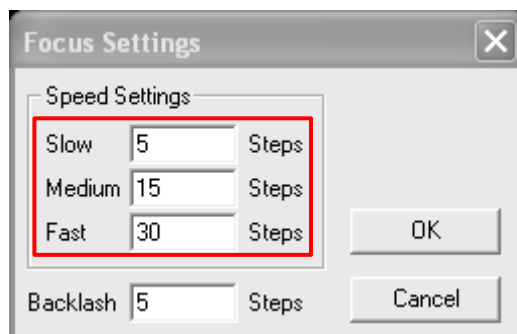 Focus Settings
Speed Settings
Slow 5 Steps
Medium 15 Steps
Fast 30 Steps
OK
Backlash 5 Steps
Cancel